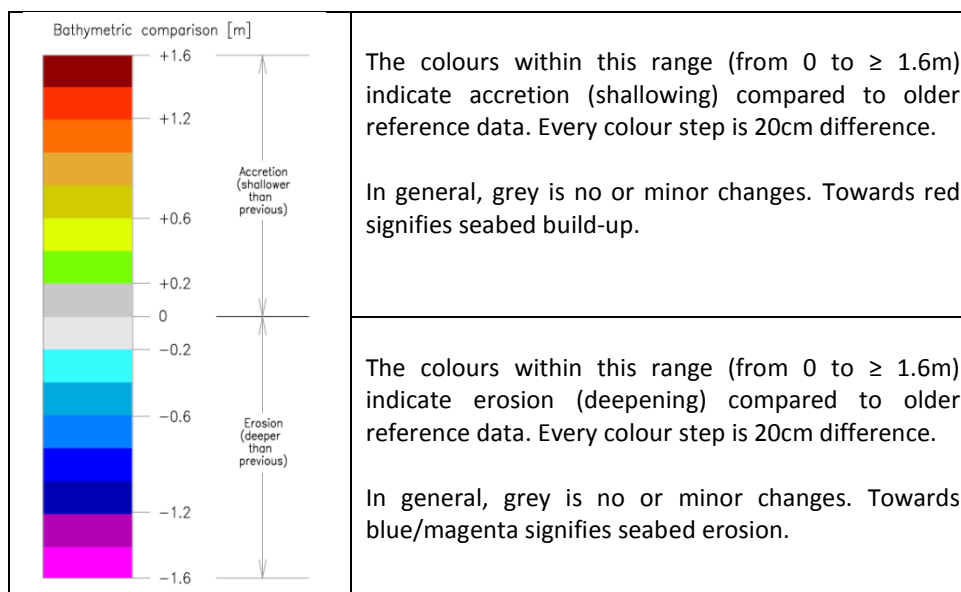 Bathymetric comparison [m]
+1.6
+1.2
+0.6
+0.2
0
−0.2
−0.6
−1.2
−1.6
Accretion
(shallower
than
previous)
Erosion
(deeper
than
previous)
The colours within this range (from 0 to ≥ 1.6m)
indicate accretion (shallowing) compared to older
reference data. Every colour step is 20cm difference.
In general, grey is no or minor changes. Towards red
signifies seabed build-up.
The colours within this range (from 0 to ≥ 1.6m)
indicate erosion (deepening) compared to older
reference data. Every colour step is 20cm difference.
In general, grey is no or minor changes. Towards
blue/magenta signifies seabed erosion.